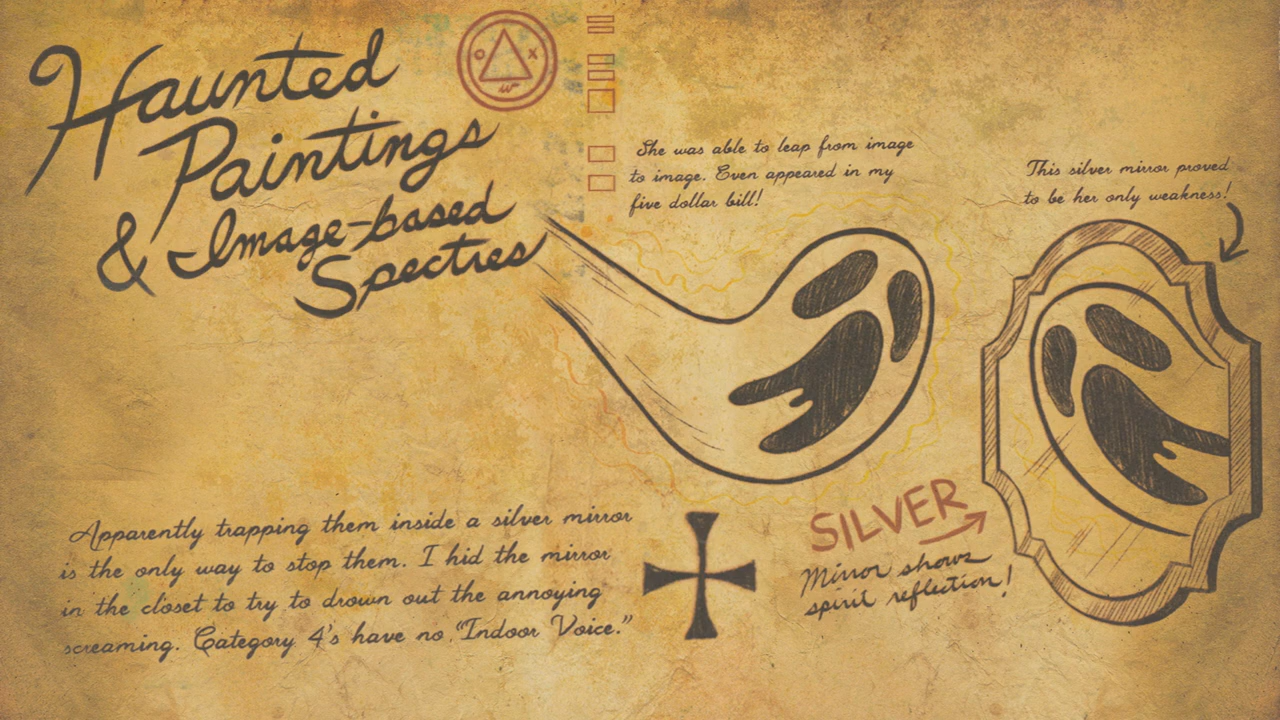 Haunted
Paintings
& Image-based
Spectres
She was able to leap from image
to image. Even appeared in my
five dollar bill!
This silver mirror proved
to be her only weakness!
SILVER
Mirror shows
spirit reflection!
Apparently trapping them inside a silver mirror
is the only way to stop them. I hid the mirror
in the closet to try to drown out the annoying
screaming. Category 4's have no "Indoor Voice."